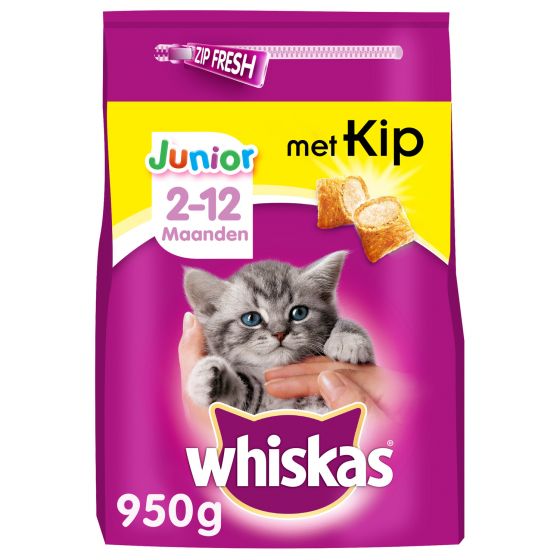 ZIP FRESH
met Kip
Junior
2-12
Maanden
whiskas®
950g